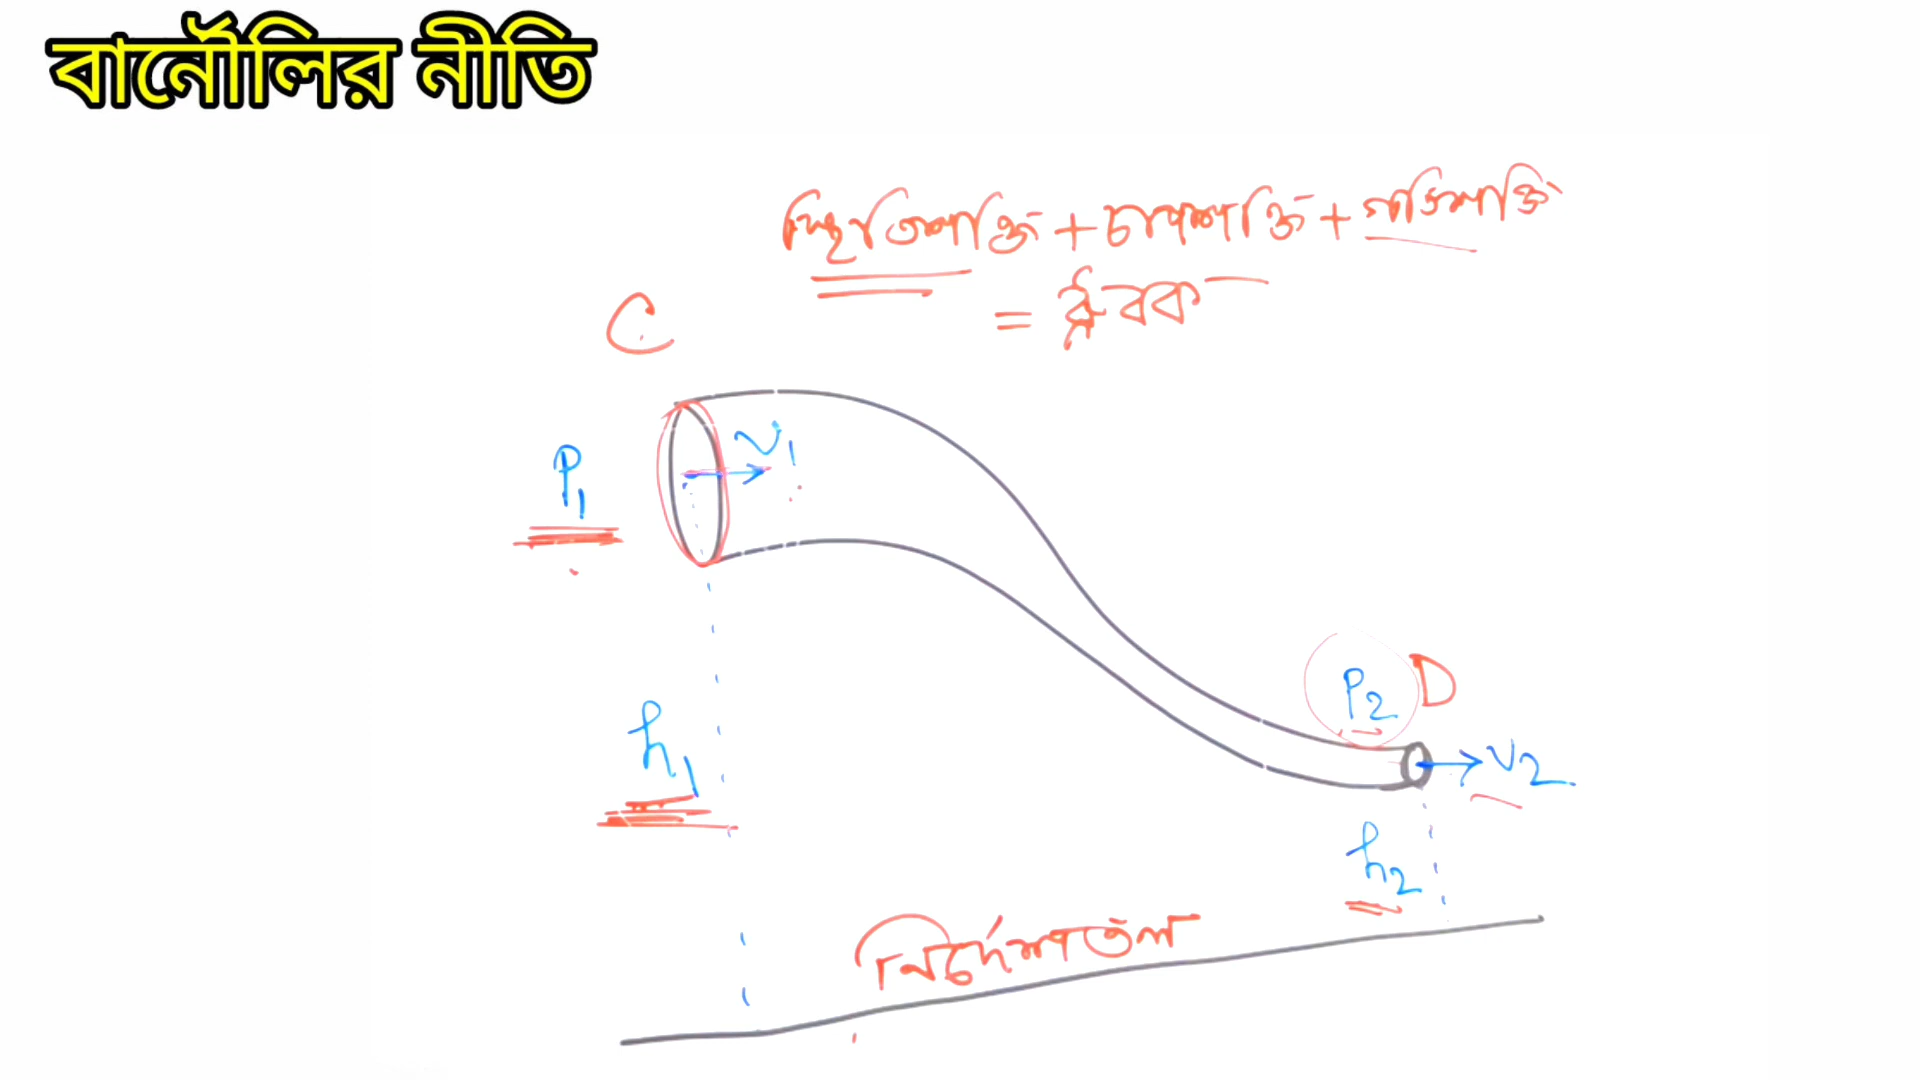 বার্নৌলির নীতি
স্থিতিশক্তি + চাপশক্তি + গতিশক্তি
= ধ্রুবক
C
P1
v1
P2
D
v2
h1
h2
নির্দেশতল